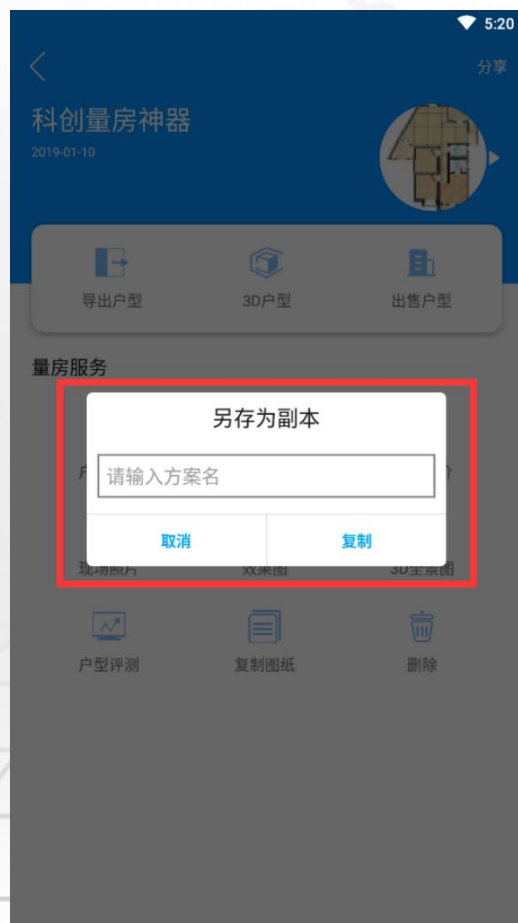 5:20
分享
科创量房神器
2019-01-10
导出户型
3D户型
出售户型
量房服务
另存为副本
请输入方案名
取消
复制
现场照片
效果图
3D全景图
户型评测
复制图纸
删除